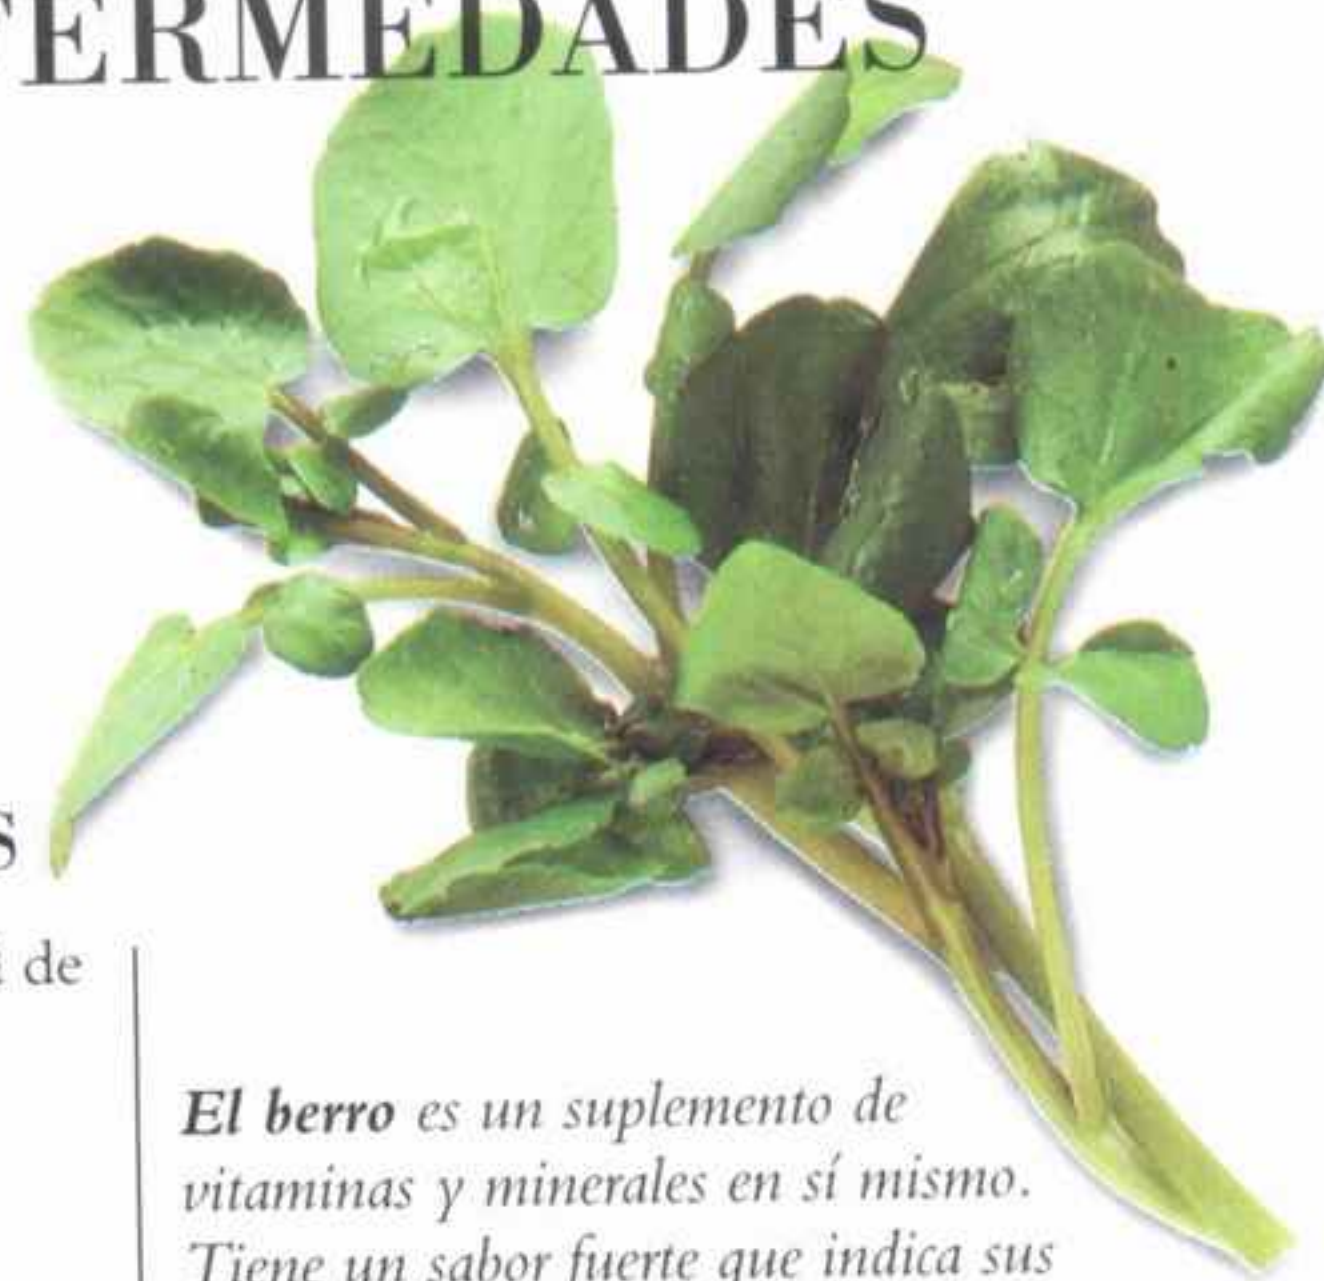 FERMEDADES
s
de
El berro es un suplemento de
vitaminas y minerales en sí mismo.
Tiene un sabor fuerte que indica sus